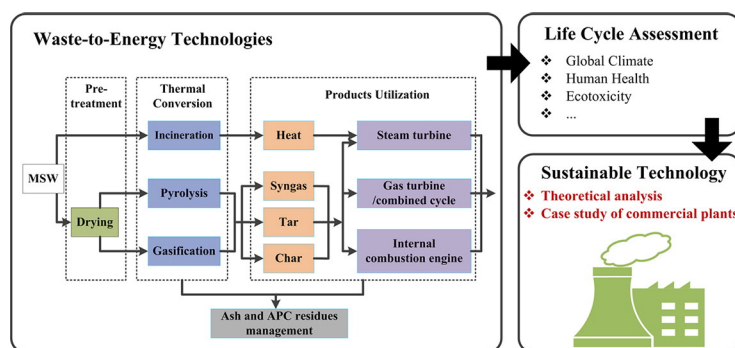 Waste-to-Energy Technologies
Pre-
treatment
Thermal
Conversion
Products Utilization
MSW
Drying
Incineration
Pyrolysis
Gasification
Heat
Syngas
Tar
Char
Steam turbine
Gas turbine
/combined cycle
Internal
combustion engine
Ash and APC residues
management
Life Cycle Assessment
❖ Global Climate
❖ Human Health
❖ Ecotoxicity
❖ ...
Sustainable Technology
❖ Theoretical analysis
❖ Case study of commercial plants